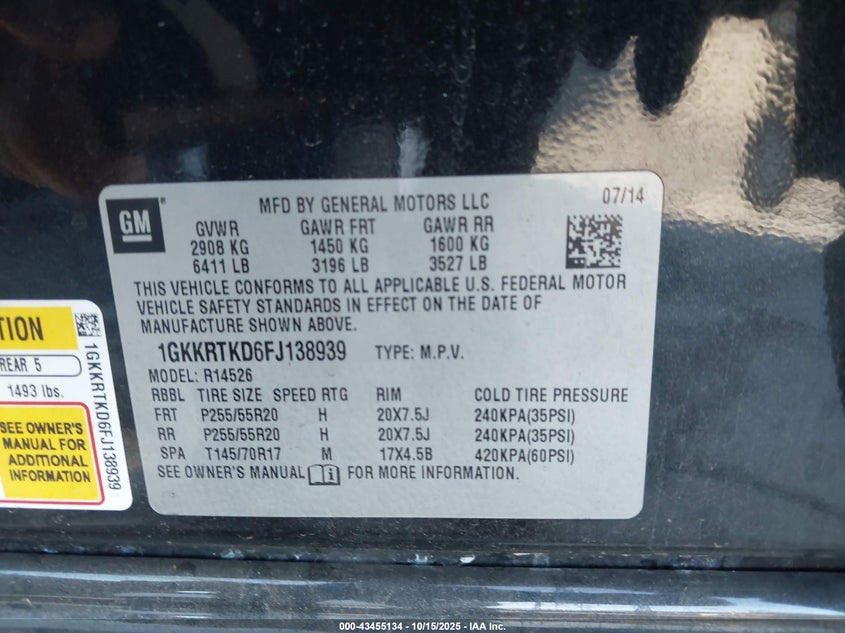 GM
MFD BY GENERAL MOTORS LLC
07/14
GVWR GAWR FRT GAWR RR
2908 KG 1450 KG 1600 KG
6411 LB 3196 LB 3527 LB
THIS VEHICLE CONFORMS TO ALL APPLICABLE U.S. FEDERAL MOTOR
VEHICLE SAFETY STANDARDS IN EFFECT ON THE DATE OF
MANUFACTURE SHOWN ABOVE.
1GKKRTKD6FJ138939 TYPE: M.P.V.
MODEL: R14526
RBBL TIRE SIZE SPEED RTG RIM COLD TIRE PRESSURE
FRT P255/55R20 H 20X7.5J 240KPA(35PSI)
RR P255/55R20 H 20X7.5J 240KPA(35PSI)
SPA T145/70R17 M 17X4.5B 420KPA(60PSI)
SEE OWNER'S MANUAL FOR MORE INFORMATION.
TION
REAR 5
1493 lbs.
SEE OWNER'S
MANUAL FOR
ADDITIONAL
INFORMATION
1GKKRTKD6FJ138939
000-43455134 - 10/15/2025 - IAA Inc.